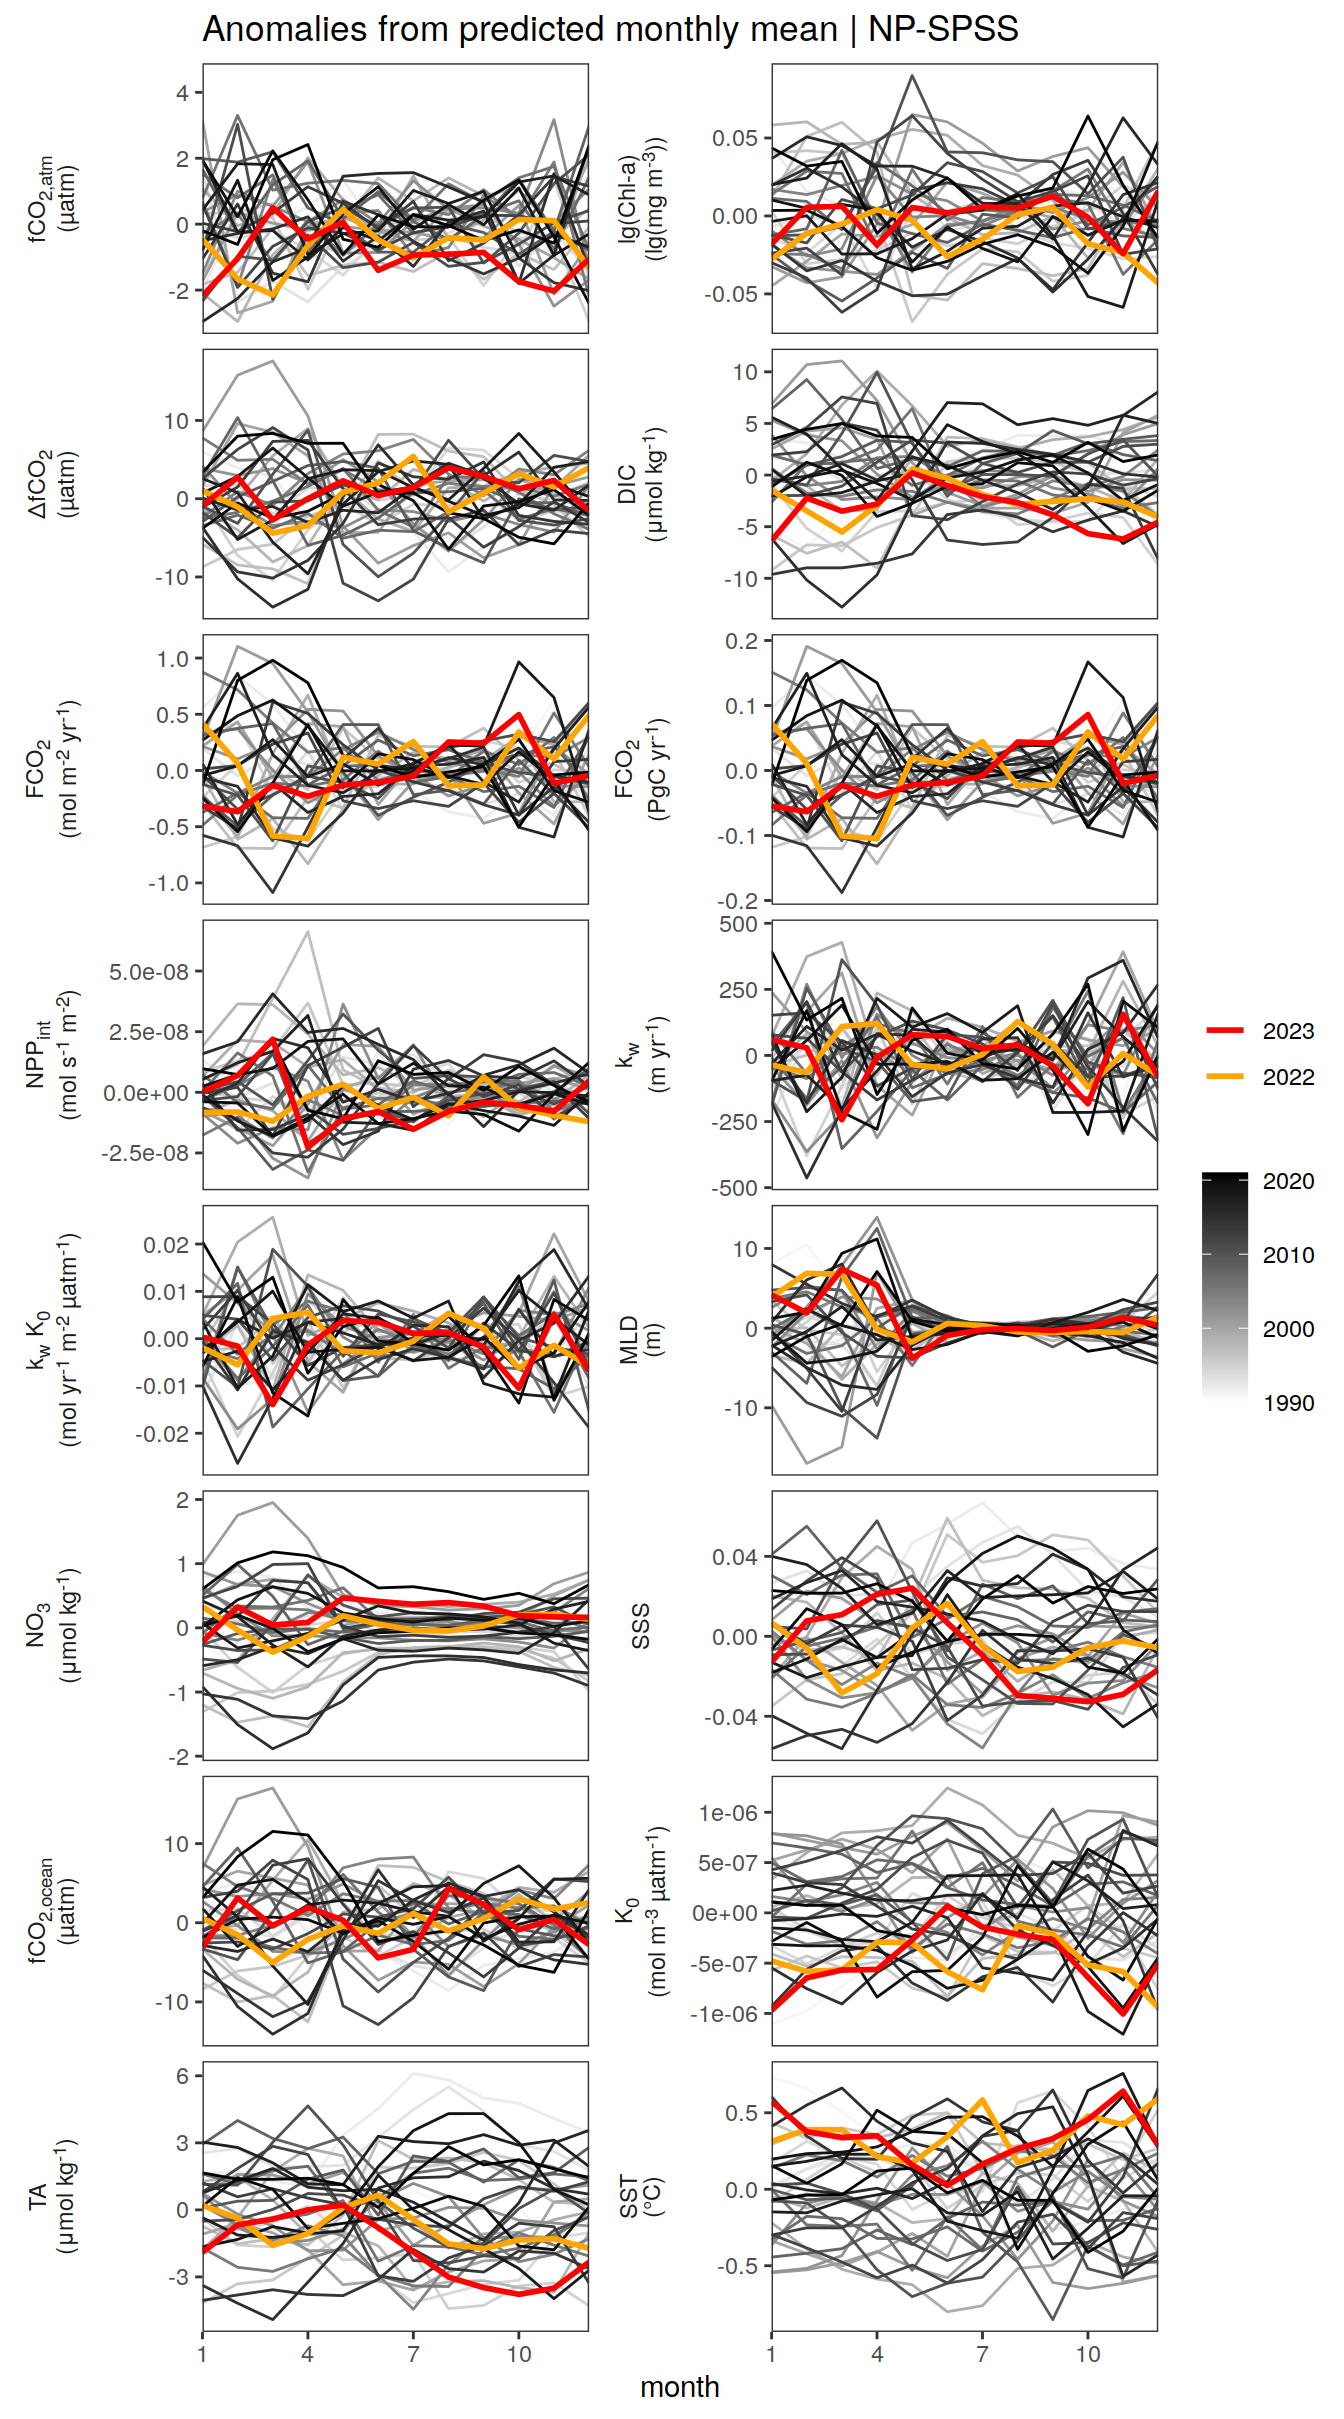 Anomalies from predicted monthly mean | NP-SPSS
fCO2,atm
(µatm)
4
2
0
-2
lg(Chl-a)
(lg(mg m-3))
0.05
0.00
-0.05
ΔfCO2
(µatm)
10
0
-10
DIC
(µmol kg-1)
10
5
0
-5
-10
FCO2
(mol m-2 yr-1)
1.0
0.5
0.0
-0.5
-1.0
FCO2
(PgC yr-1)
0.2
0.1
0.0
-0.1
-0.2
NPPint
(mol s-1 m-2)
5.0e-08
2.5e-08
0.0e+00
-2.5e-08
kw
(m yr-1)
500
250
0
-250
-500
kw K0
(mol yr-1 m-2 µatm-1)
0.02
0.01
0.00
-0.01
-0.02
MLD
(m)
10
0
-10
NO3
(µmol kg-1)
2
1
0
-1
-2
SSS
0.04
0.00
-0.04
fCO2,ocean
(µatm)
10
0
-10
K0
(mol m-3 µatm-1)
1e-06
5e-07
0e+00
-5e-07
-1e-06
TA
(µmol kg-1)
6
3
0
-3
SST
(°C)
0.5
0.0
-0.5
1 4 7 10
1 4 7 10
month
2023
2022
2020
2010
2000
1990